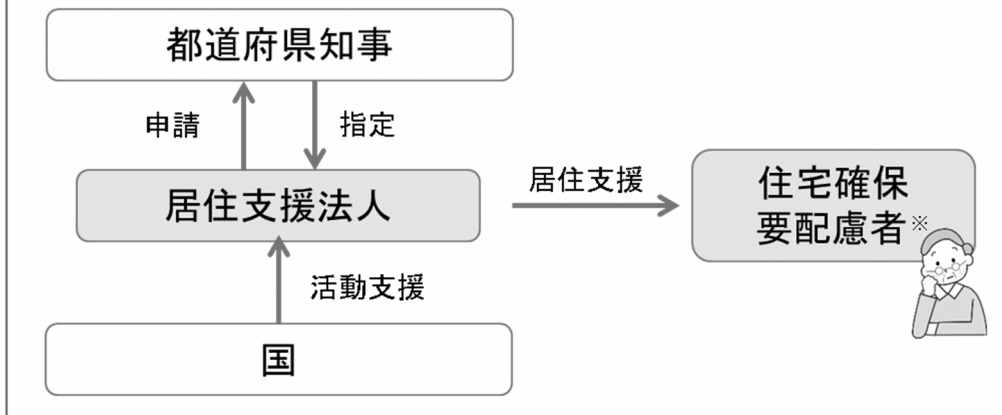 都道府県知事
申請
指定
居住支援法人
居住支援
住宅確保
要配慮者※
活動支援
国